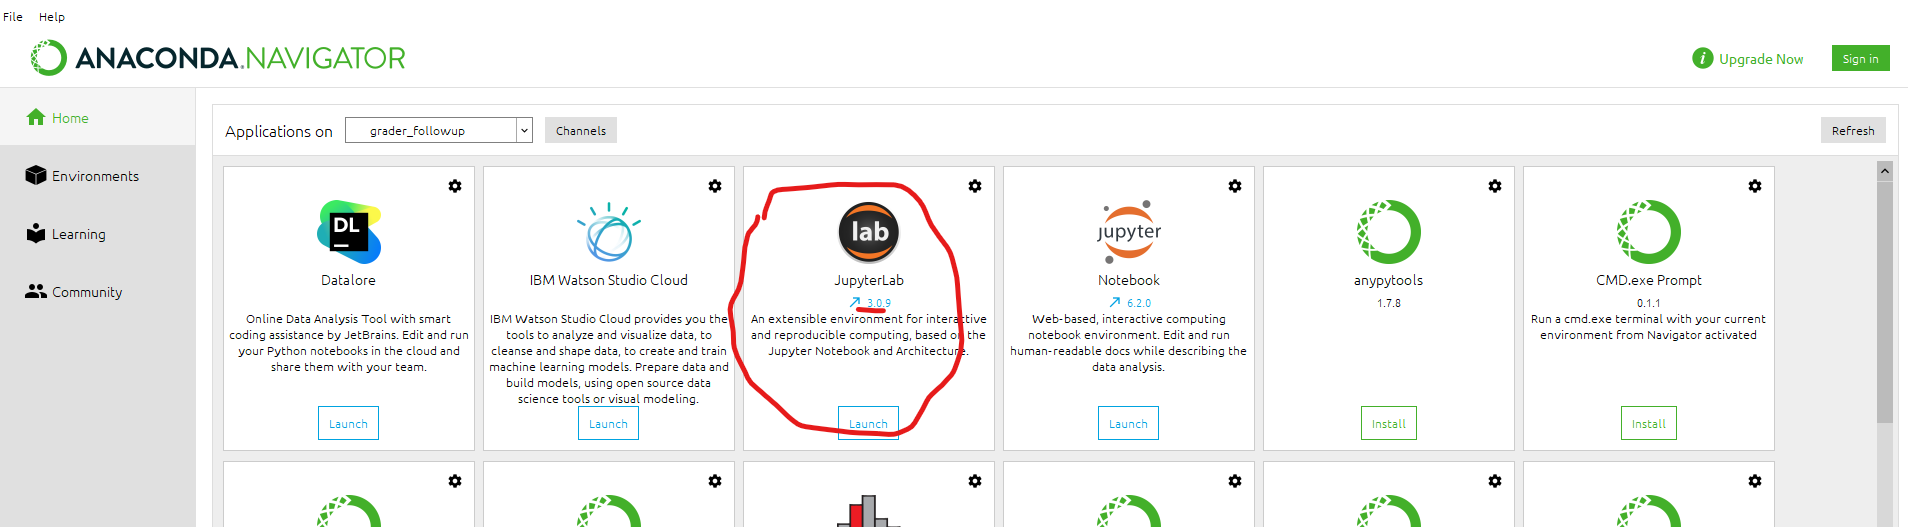 File Help
ANACONDA.NAVIGATOR
Upgrade Now
Sign in
Home
Environments
Learning
Community
Applications on grader_followup Channels Refresh
DL
Datalore
Online Data Analysis Tool with smart
coding assistance by JetBrains. Edit and run
your Python notebooks in the cloud and
share them with your team.
Launch
IBM Watson Studio Cloud
IBM Watson Studio Cloud provides you the
tools to analyze and visualize data, to
cleanse and shape data, to create and train
machine learning models. Prepare data and
build models, using open source data
science tools or visual modeling.
Launch
lab
JupyterLab
3.0.9
An extensible environment for interactive
and reproducible computing, based on the
Jupyter Notebook and Architecture.
Launch
jupyter
Notebook
6.2.0
Web-based, interactive computing
notebook environment. Edit and run
human-readable docs while describing the
data analysis.
Launch
anypytools
1.7.8
Install
CMD.exe Prompt
0.1.1
Run a cmd.exe terminal with your current
environment from Navigator activated
Install